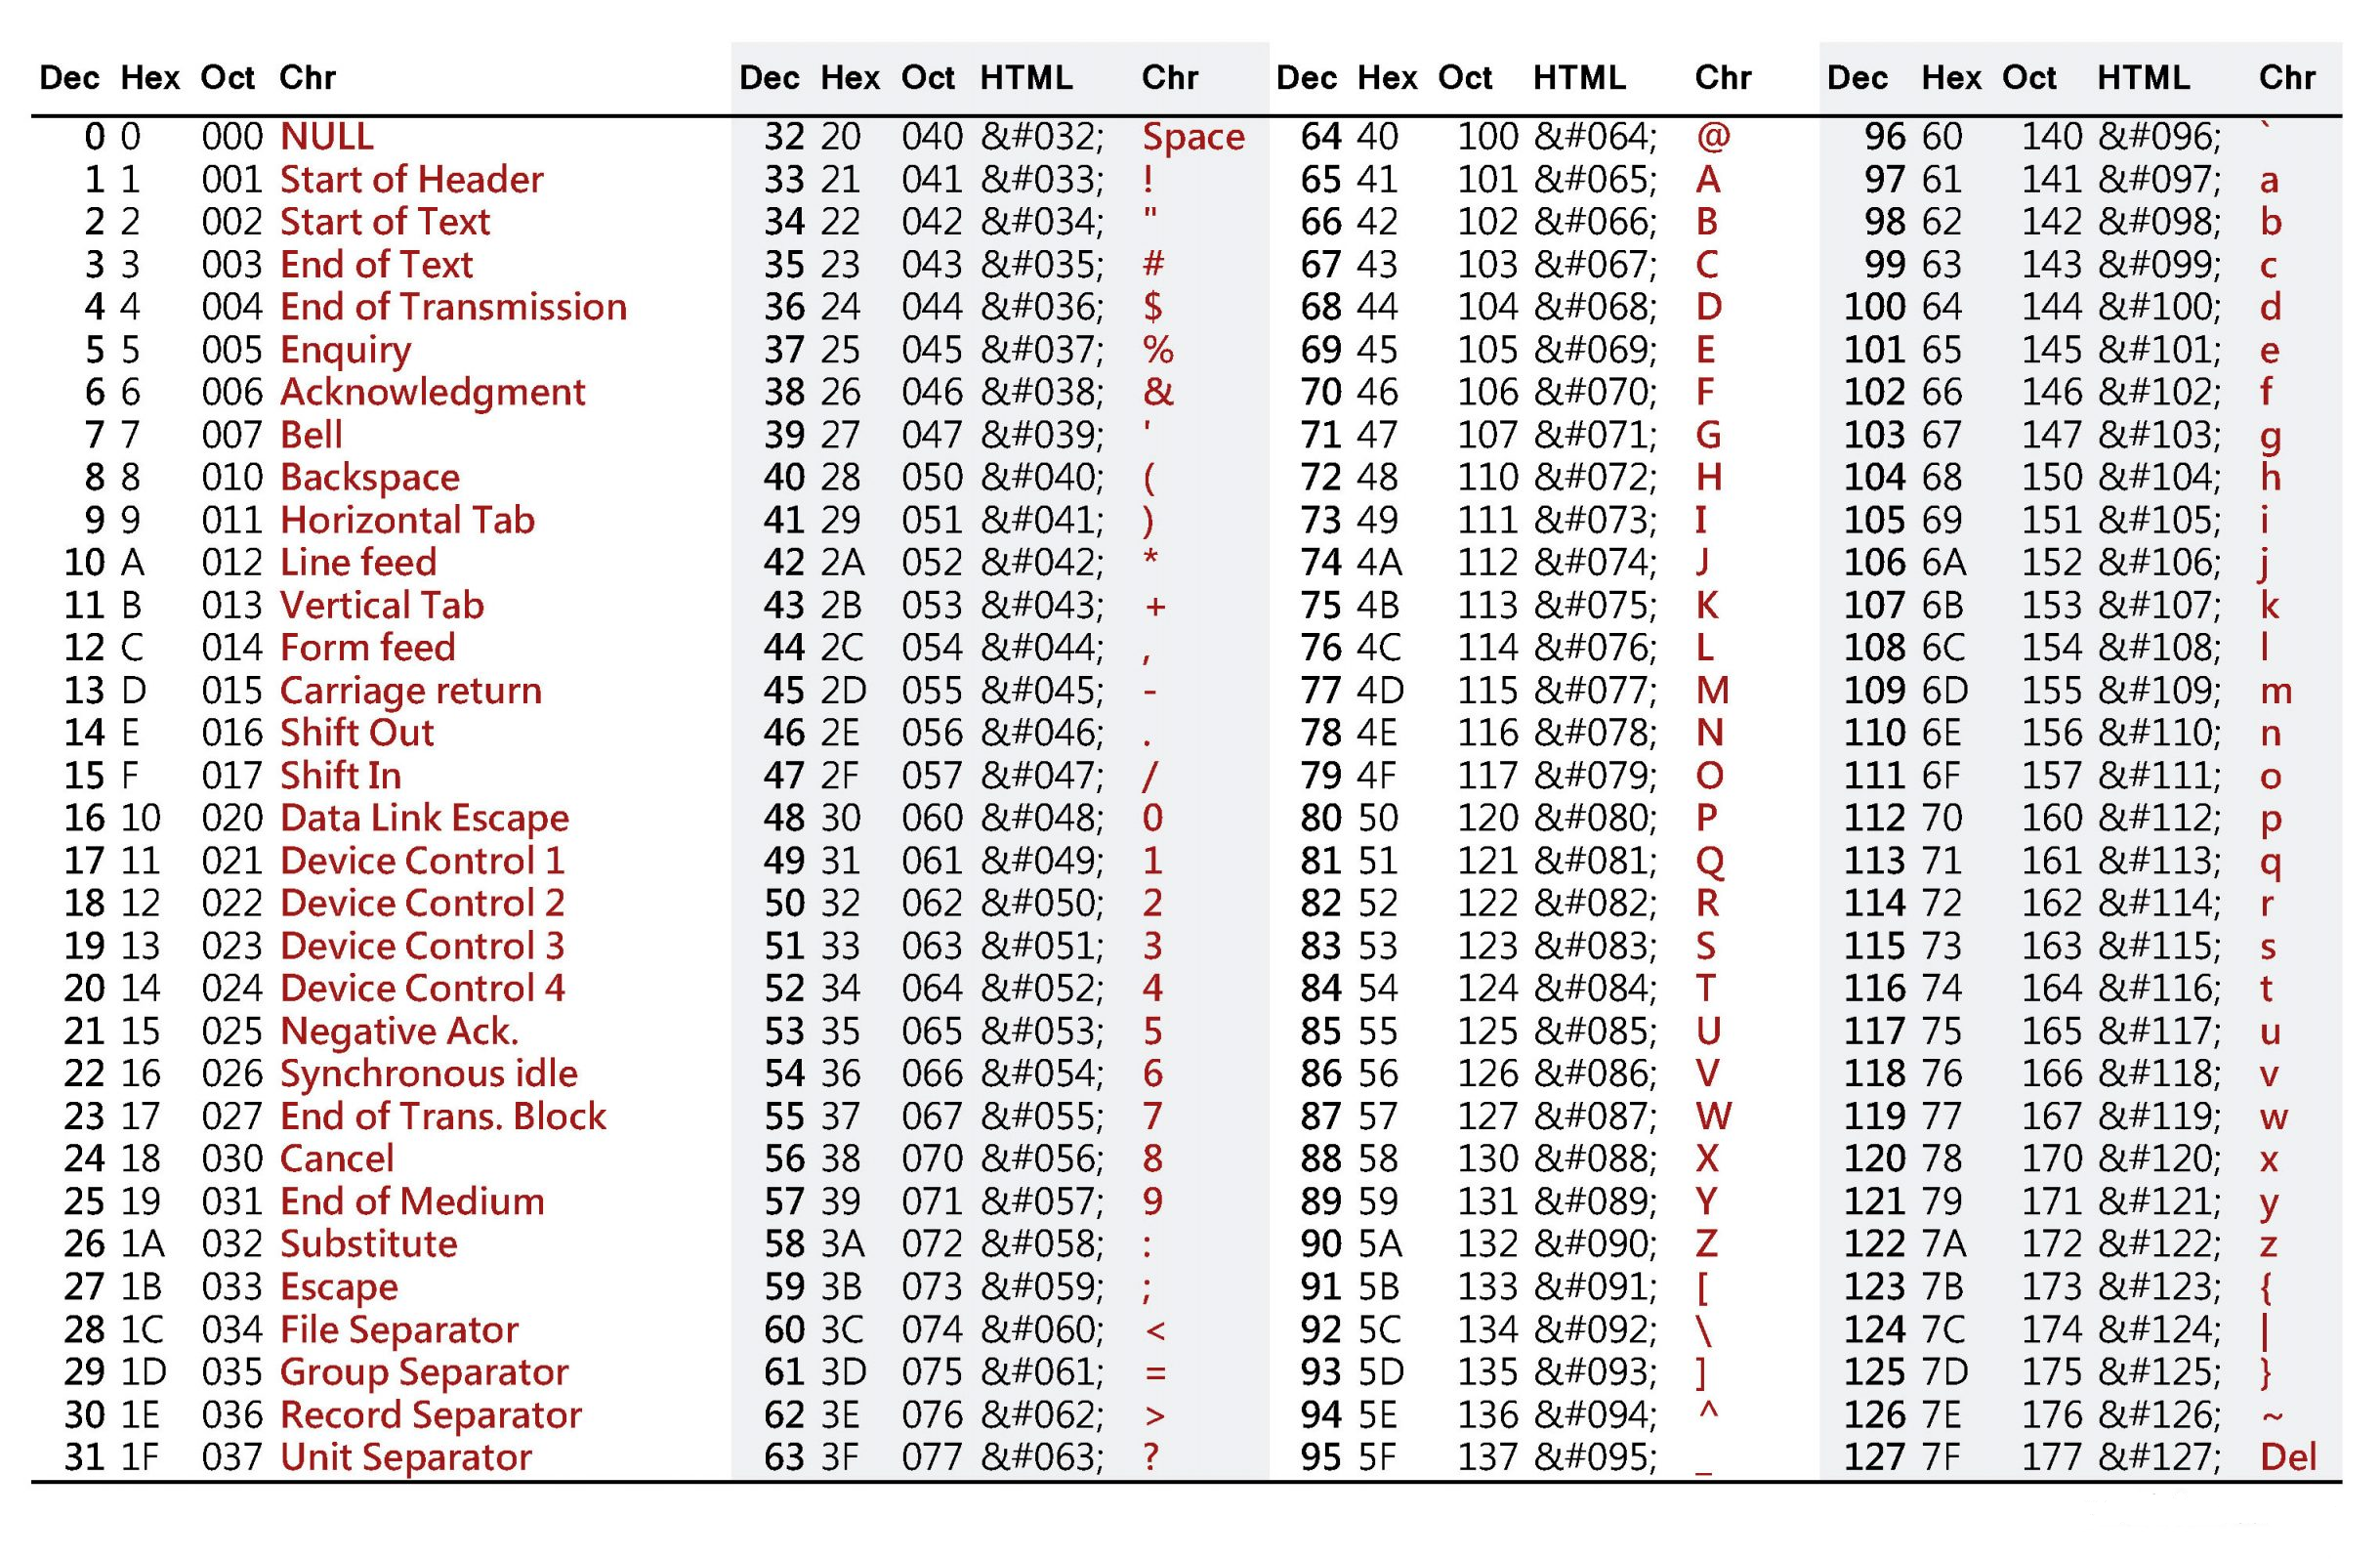 Dec Hex Oct Chr Dec Hex Oct HTML Chr Dec Hex Oct HTML Chr Dec Hex Oct HTML Chr
0 0 000 NULL 32 20 040 &#032; Space 64 40 100 &#064; @ 96 60 140 &#096; `
1 1 001 Start of Header 33 21 041 &#033; ! 65 41 101 &#065; A 97 61 141 &#097; a
2 2 002 Start of Text 34 22 042 &#034; " 66 42 102 &#066; B 98 62 142 &#098; b
3 3 003 End of Text 35 23 043 &#035; # 67 43 103 &#067; C 99 63 143 &#099; c
4 4 004 End of Transmission 36 24 044 &#036; $ 68 44 104 &#068; D 100 64 144 &#100; d
5 5 005 Enquiry 37 25 045 &#037; % 69 45 105 &#069; E 101 65 145 &#101; e
6 6 006 Acknowledgment 38 26 046 &#038; & 70 46 106 &#070; F 102 66 146 &#102; f
7 7 007 Bell 39 27 047 &#039; ' 71 47 107 &#071; G 103 67 147 &#103; g
8 8 010 Backspace 40 28 050 &#040; ( 72 48 110 &#072; H 104 68 150 &#104; h
9 9 011 Horizontal Tab 41 29 051 &#041; ) 73 49 111 &#073; I 105 69 151 &#105; i
10 A 012 Line feed 42 2A 052 &#042; * 74 4A 112 &#074; J 106 6A 152 &#106; j
11 B 013 Vertical Tab 43 2B 053 &#043; + 75 4B 113 &#075; K 107 6B 153 &#107; k
12 C 014 Form feed 44 2C 054 &#044; , 76 4C 114 &#076; L 108 6C 154 &#108; l
13 D 015 Carriage return 45 2D 055 &#045; - 77 4D 115 &#077; M 109 6D 155 &#109; m
14 E 016 Shift Out 46 2E 056 &#046; . 78 4E 116 &#078; N 110 6E 156 &#110; n
15 F 017 Shift In 47 2F 057 &#047; / 79 4F 117 &#079; O 111 6F 157 &#111; o
16 10 020 Data Link Escape 48 30 060 &#048; 0 80 50 120 &#080; P 112 70 160 &#112; p
17 11 021 Device Control 1 49 31 061 &#049; 1 81 51 121 &#081; Q 113 71 161 &#113; q
18 12 022 Device Control 2 50 32 062 &#050; 2 82 52 122 &#082; R 114 72 162 &#114; r
19 13 023 Device Control 3 51 33 063 &#051; 3 83 53 123 &#083; S 115 73 163 &#115; s
20 14 024 Device Control 4 52 34 064 &#052; 4 84 54 124 &#084; T 116 74 164 &#116; t
21 15 025 Negative Ack. 53 35 065 &#053; 5 85 55 125 &#085; U 117 75 165 &#117; u
22 16 026 Synchronous idle 54 36 066 &#054; 6 86 56 126 &#086; V 118 76 166 &#118; v
23 17 027 End of Trans. Block 55 37 067 &#055; 7 87 57 127 &#087; W 119 77 167 &#119; w
24 18 030 Cancel 56 38 070 &#056; 8 88 58 130 &#088; X 120 78 170 &#120; x
25 19 031 End of Medium 57 39 071 &#057; 9 89 59 131 &#089; Y 121 79 171 &#121; y
26 1A 032 Substitute 58 3A 072 &#058; : 90 5A 132 &#090; Z 122 7A 172 &#122; z
27 1B 033 Escape 59 3B 073 &#059; ; 91 5B 133 &#091; [ 123 7B 173 &#123; {
28 1C 034 File Separator 60 3C 074 &#060; < 92 5C 134 &#092; \ 124 7C 174 &#124; |
29 1D 035 Group Separator 61 3D 075 &#061; = 93 5D 135 &#093; ] 125 7D 175 &#125; }
30 1E 036 Record Separator 62 3E 076 &#062; > 94 5E 136 &#094; ^ 126 7E 176 &#126; ~
31 1F 037 Unit Separator 63 3F 077 &#063; ? 95 5F 137 &#095; _ 127 7F 177 &#127; Del